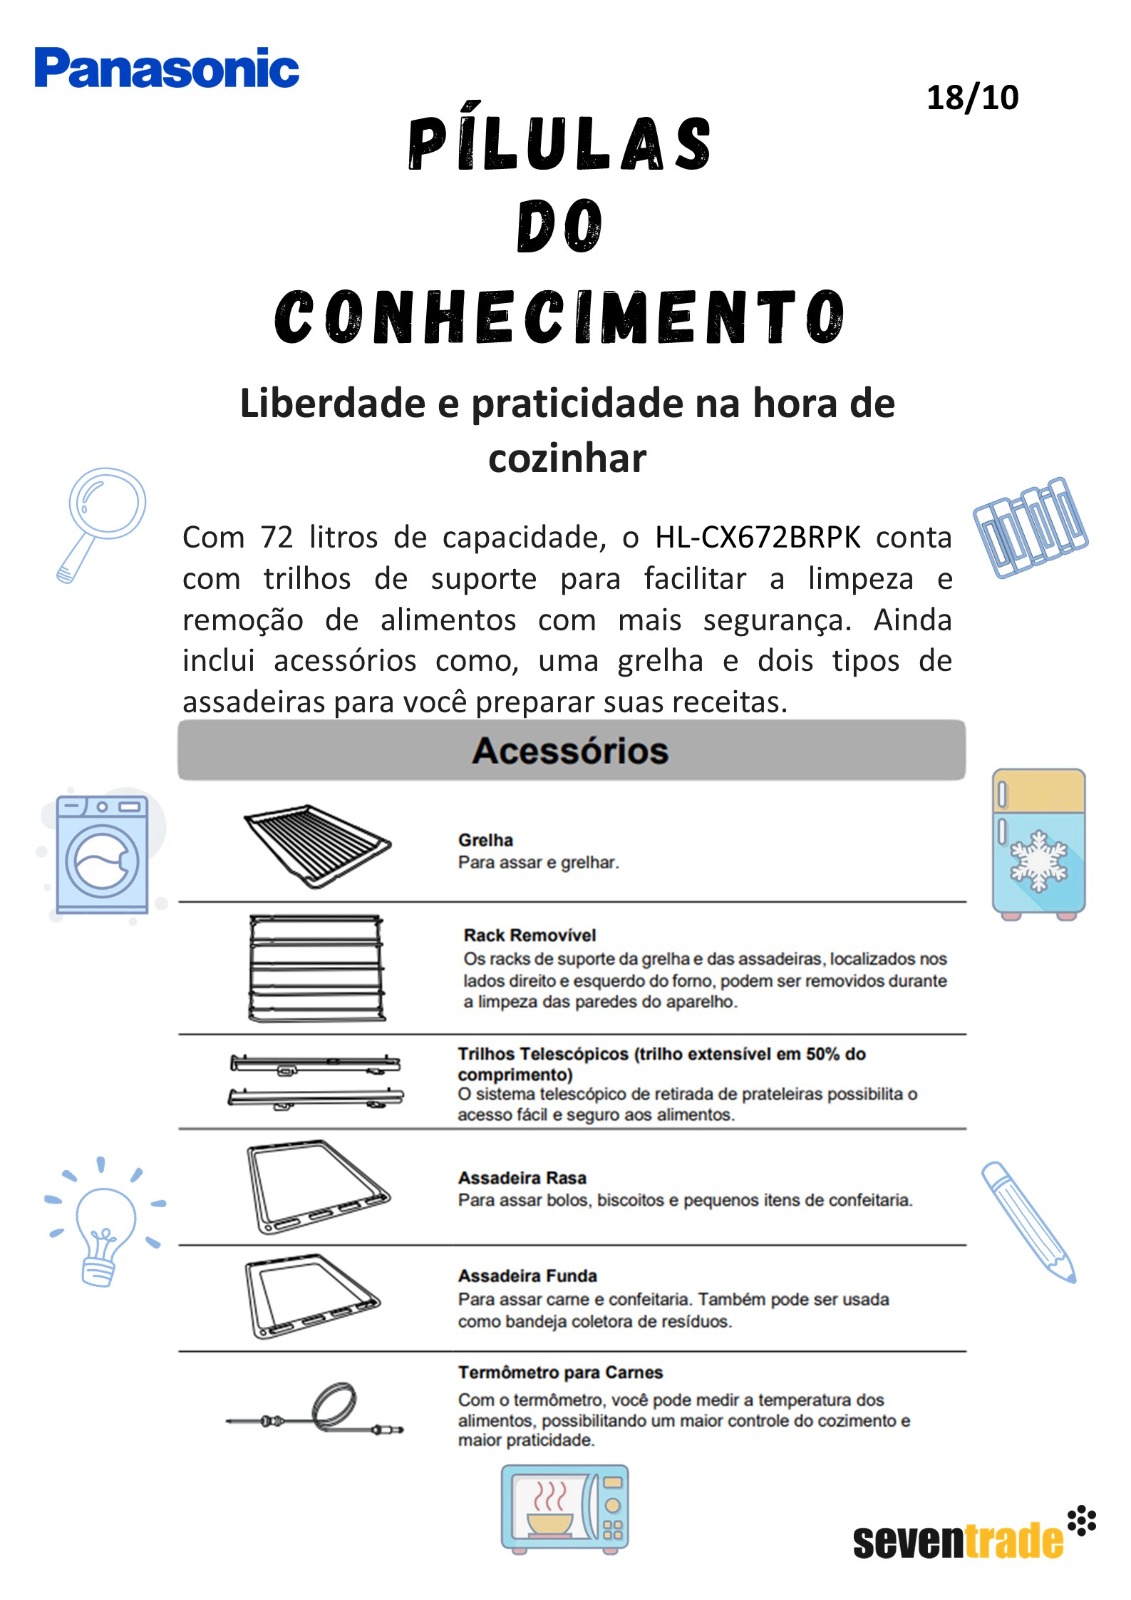 Panasonic
18/10
PÍLULAS
DO
CONHECIMENTO
Liberdade e praticidade na hora de
cozinhar
Com 72 litros de capacidade, o HL-CX672BRPK conta
com trilhos de suporte para facilitar a limpeza e
remoção de alimentos com mais segurança. Ainda
inclui acessórios como, uma grelha e dois tipos de
assadeiras para você preparar suas receitas.
Acessórios
Grelha
Para assar e grelhar.
Rack Removível
Os racks de suporte da grelha e das assadeiras, localizados nos
lados direito e esquerdo do forno, podem ser removidos durante
a limpeza das paredes do aparelho.
Trilhos Telescópicos (trilho extensível em 50% do
comprimento)
O sistema telescópico de retirada de prateleiras possibilita o
acesso fácil e seguro aos alimentos.
Assadeira Rasa
Para assar bolos, biscoitos e pequenos itens de confeitaria.
Assadeira Funda
Para assar carne e confeitaria. Também pode ser usada
como bandeja coletora de resíduos.
Termômetro para Carnes
Com o termômetro, você pode medir a temperatura dos
alimentos, possibilitando um maior controle do cozimento e
maior praticidade.
seventrade